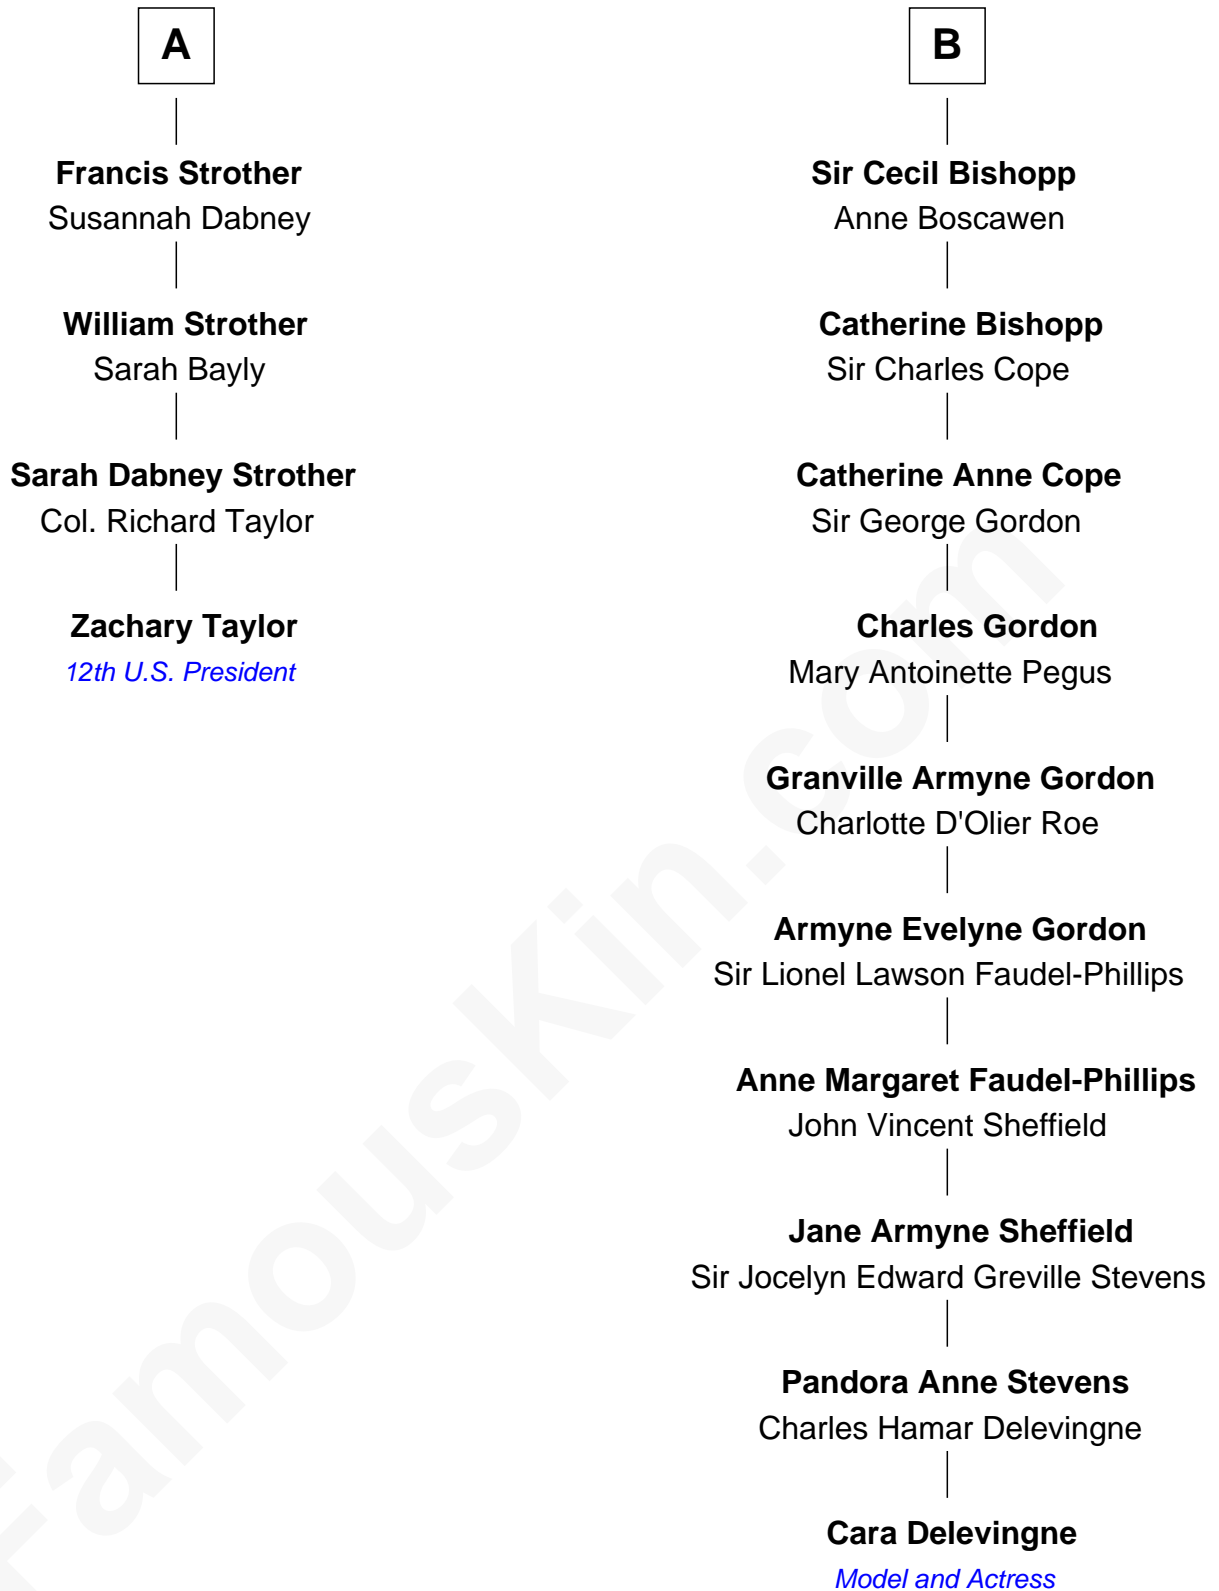 A
Francis Strother
Susannah Dabney
William Strother
Sarah Bayly
Sarah Dabney Strother
Col. Richard Taylor
Zachary Taylor
12th U.S. President
B
Sir Cecil Bishopp
Anne Boscawen
Catherine Bishopp
Sir Charles Cope
Catherine Anne Cope
Sir George Gordon
Charles Gordon
Mary Antoinette Pegus
Granville Armyne Gordon
Charlotte D'Olier Roe
Armyne Evelyne Gordon
Sir Lionel Lawson Faudel-Phillips
Anne Margaret Faudel-Phillips
John Vincent Sheffield
Jane Armyne Sheffield
Sir Jocelyn Edward Greville Stevens
Pandora Anne Stevens
Charles Hamar Delevingne
Cara Delevingne
Model and Actress
FamousKin.com